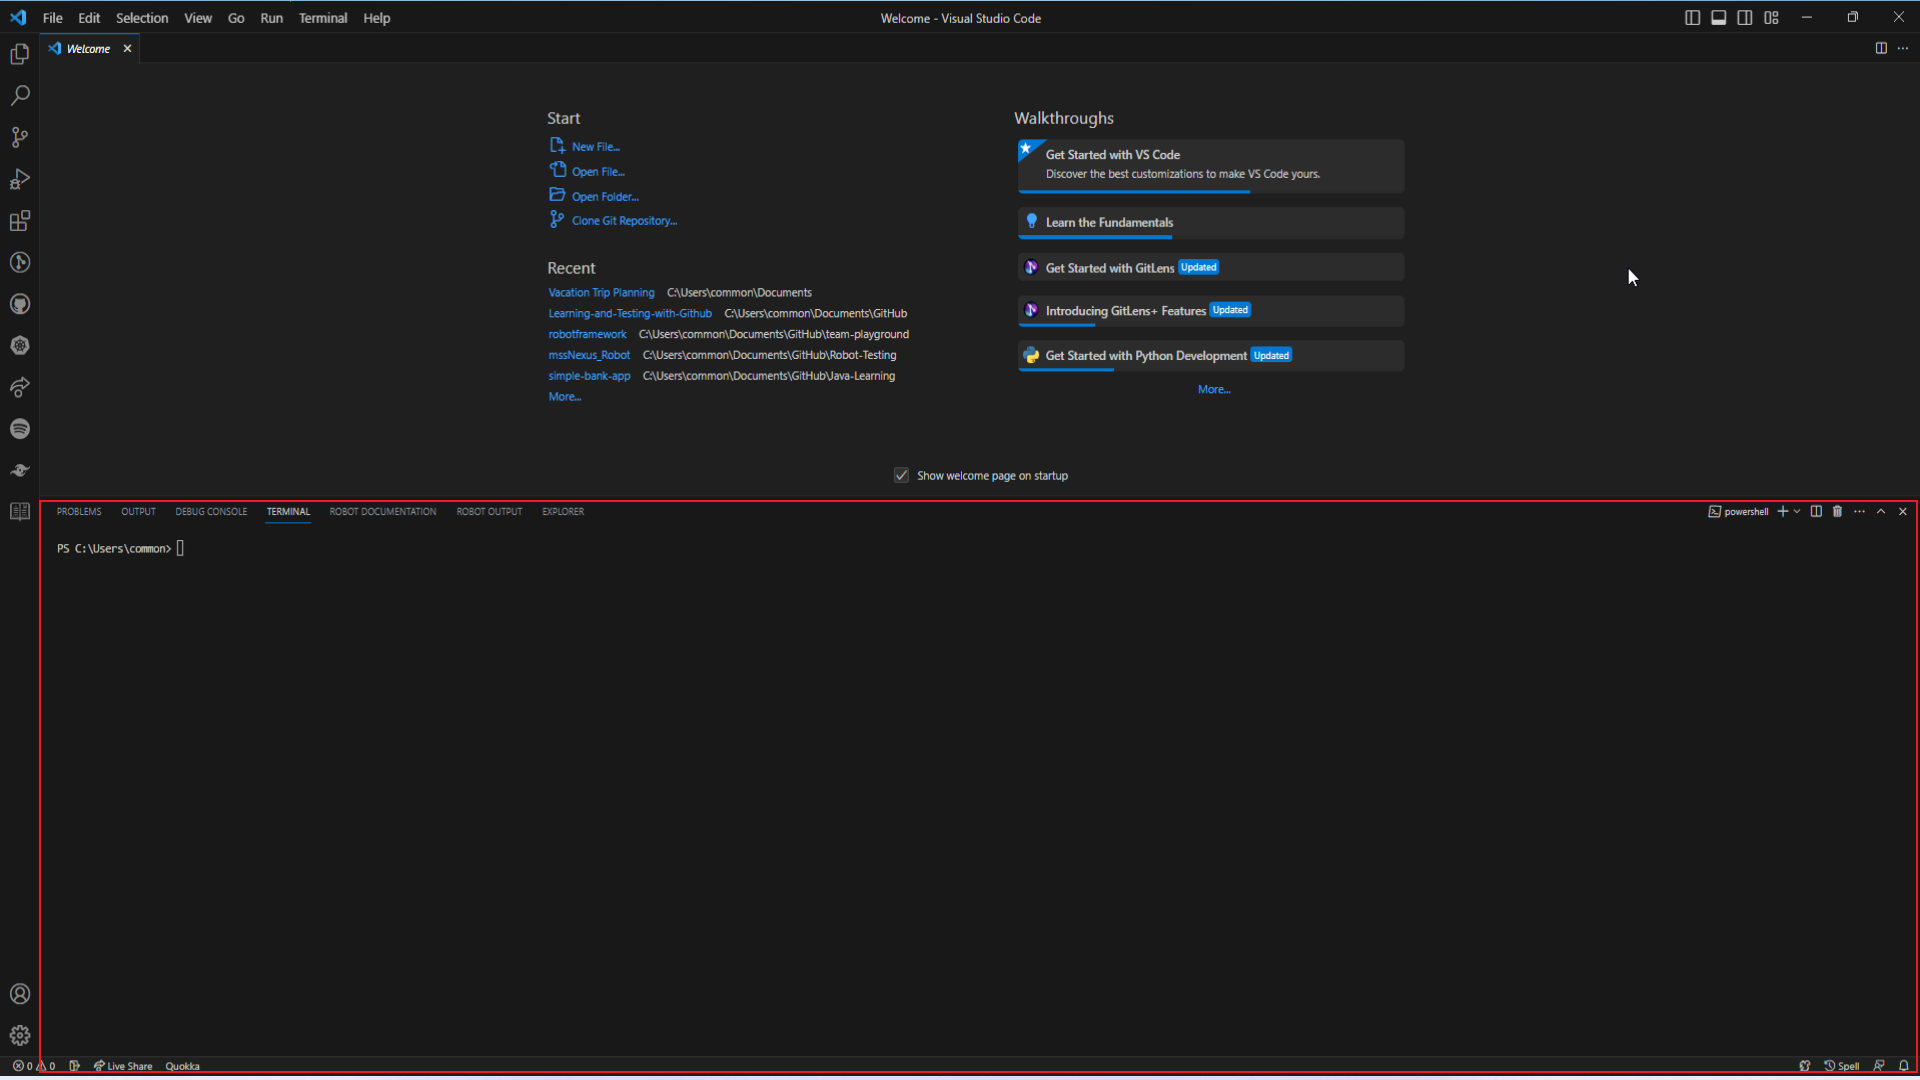 File Edit Selection View Go Run Terminal Help
Welcome - Visual Studio Code
Welcome
Start
New File...
Open File...
Open Folder...
Clone Git Repository...
Recent
Vacation Trip Planning C:\Users\common\Documents
Learning-and-Testing-with-Github C:\Users\common\Documents\GitHub
robotframework C:\Users\common\Documents\GitHub\team-playground
mssNexus_Robot C:\Users\common\Documents\GitHub\Robot-Testing
simple-bank-app C:\Users\common\Documents\GitHub\Java-Learning
More...
Walkthroughs
Get Started with VS Code
Discover the best customizations to make VS Code yours.
Learn the Fundamentals
Get Started with GitLens Updated
Introducing GitLens+ Features Updated
Get Started with Python Development Updated
More...
Show welcome page on startup
PROBLEMS OUTPUT DEBUG CONSOLE TERMINAL ROBOT DOCUMENTATION ROBOT OUTPUT EXPLORER
powershell
PS C:\Users\common>
0 0 Live Share Quokka
Spell